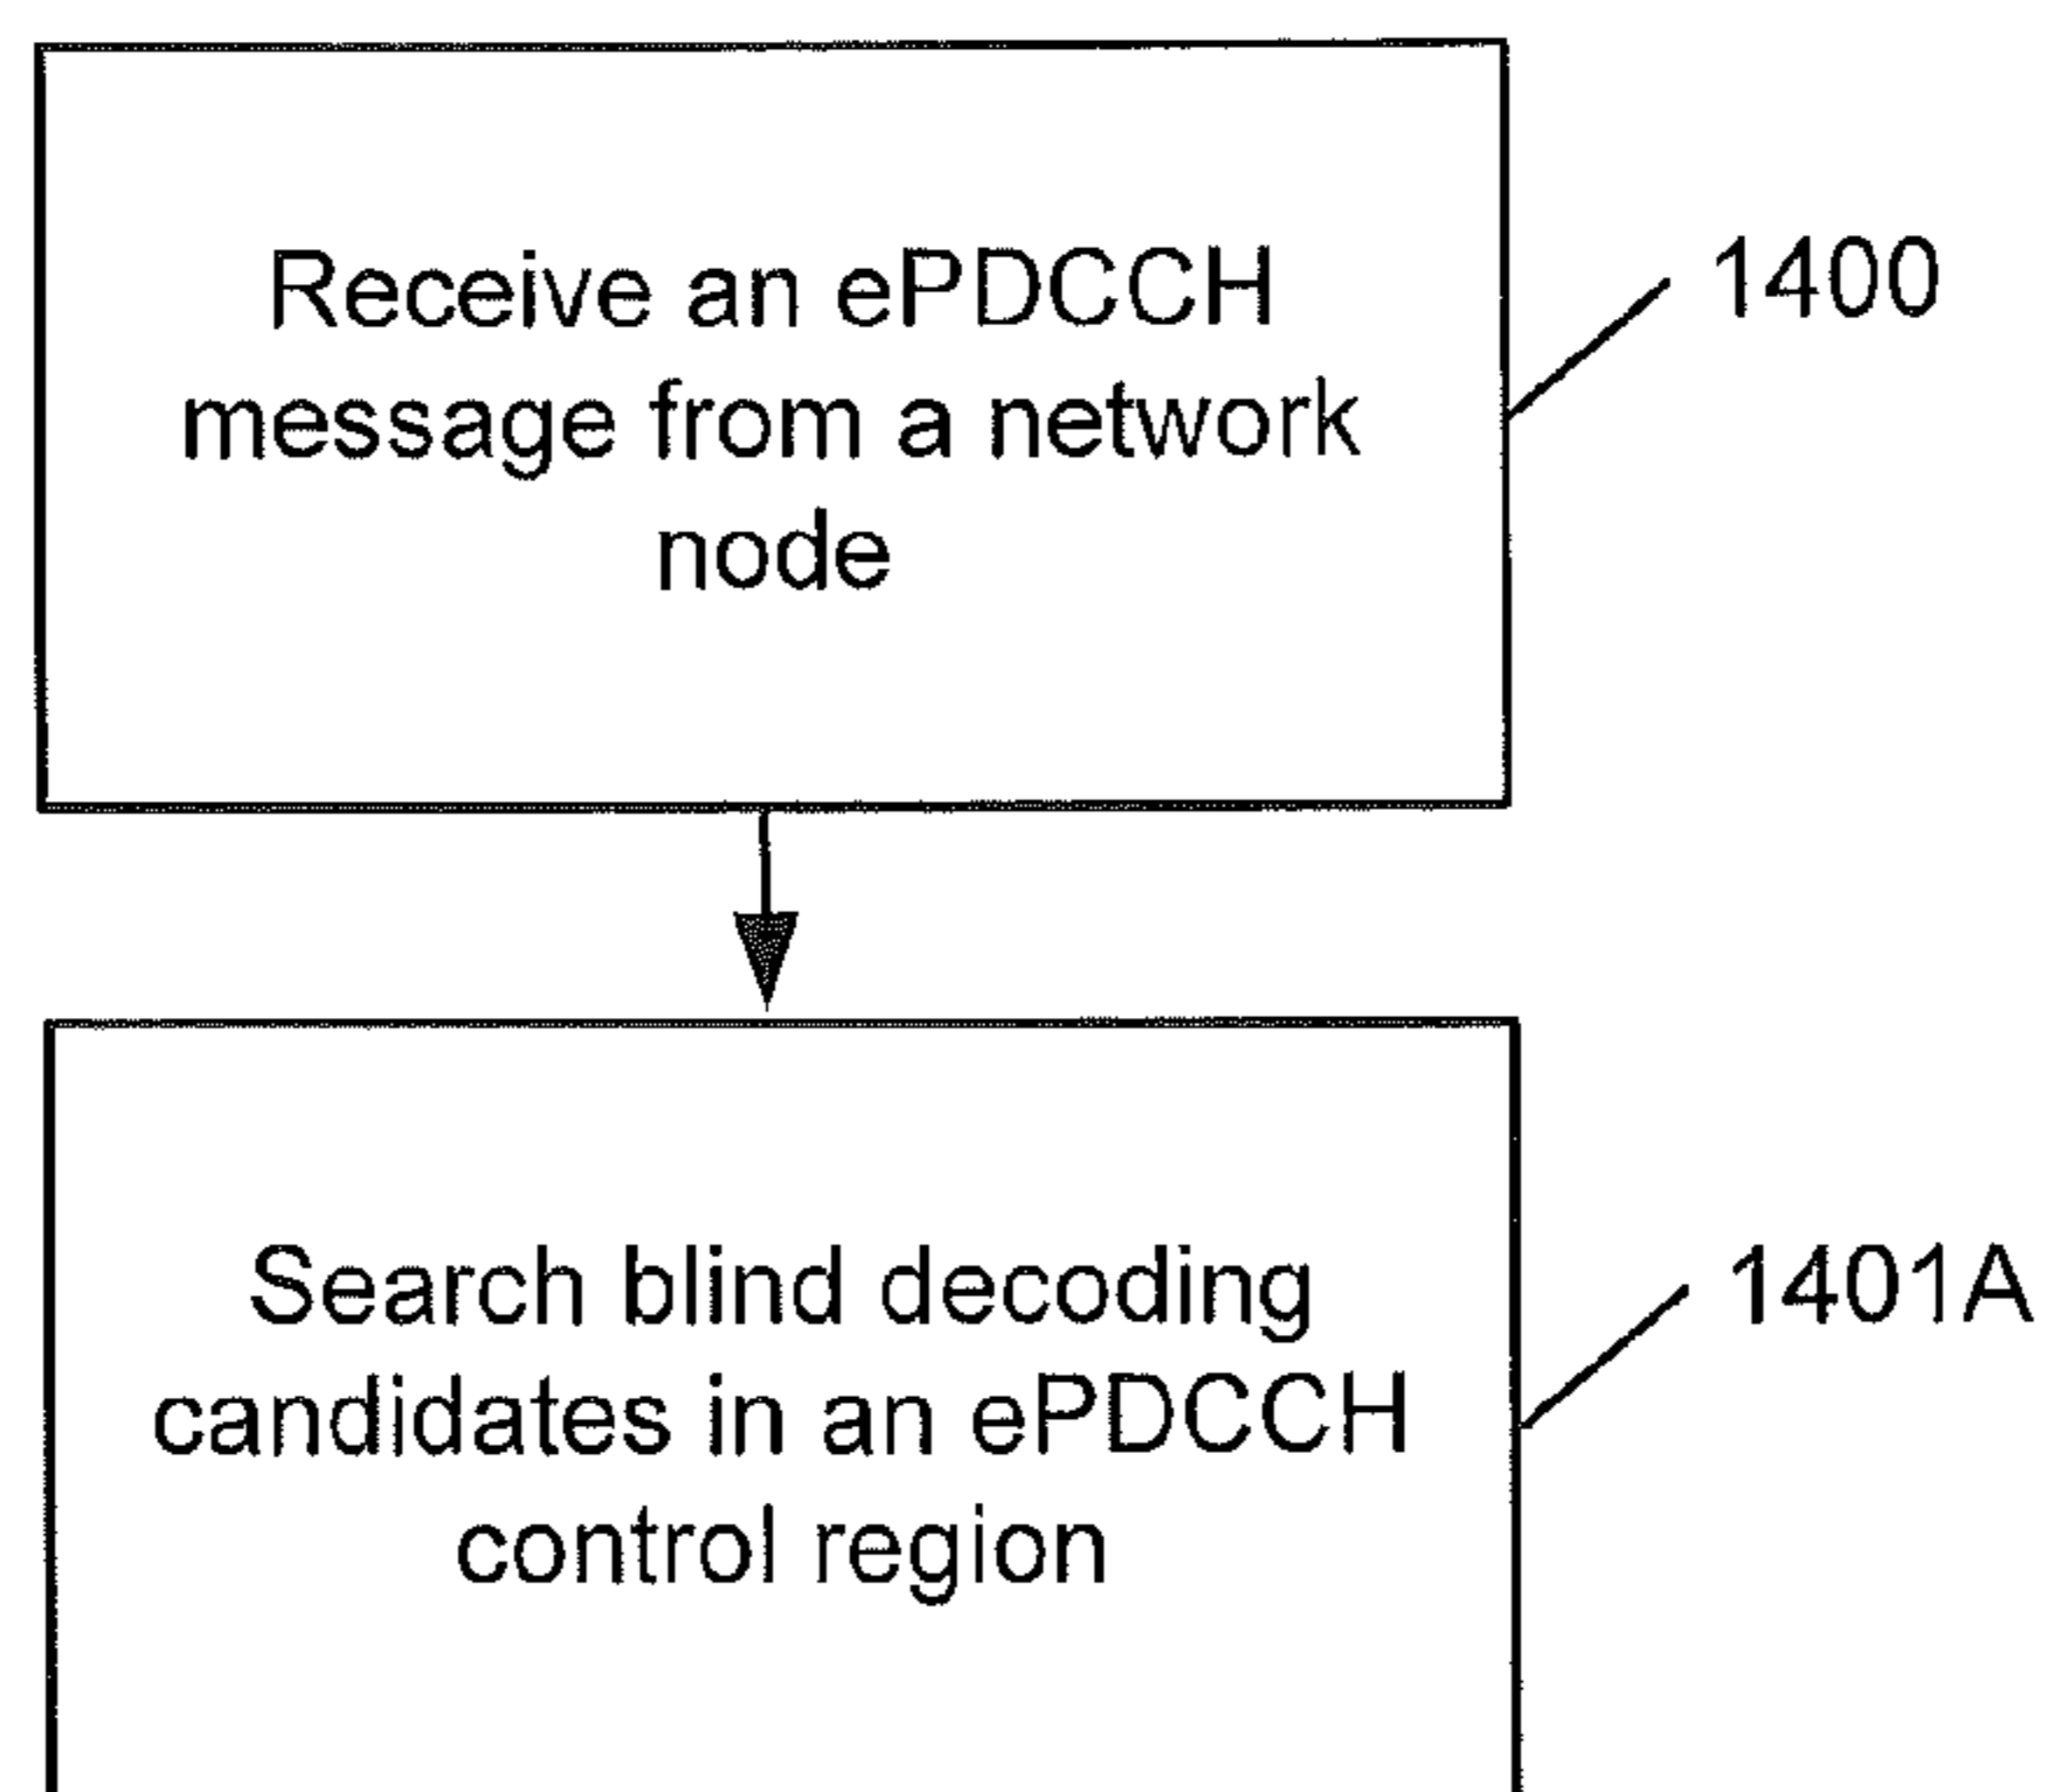 Receive an ePDCCH
message from a network
node
1400
Search blind decoding
candidates in an ePDCCH
control region
1401A